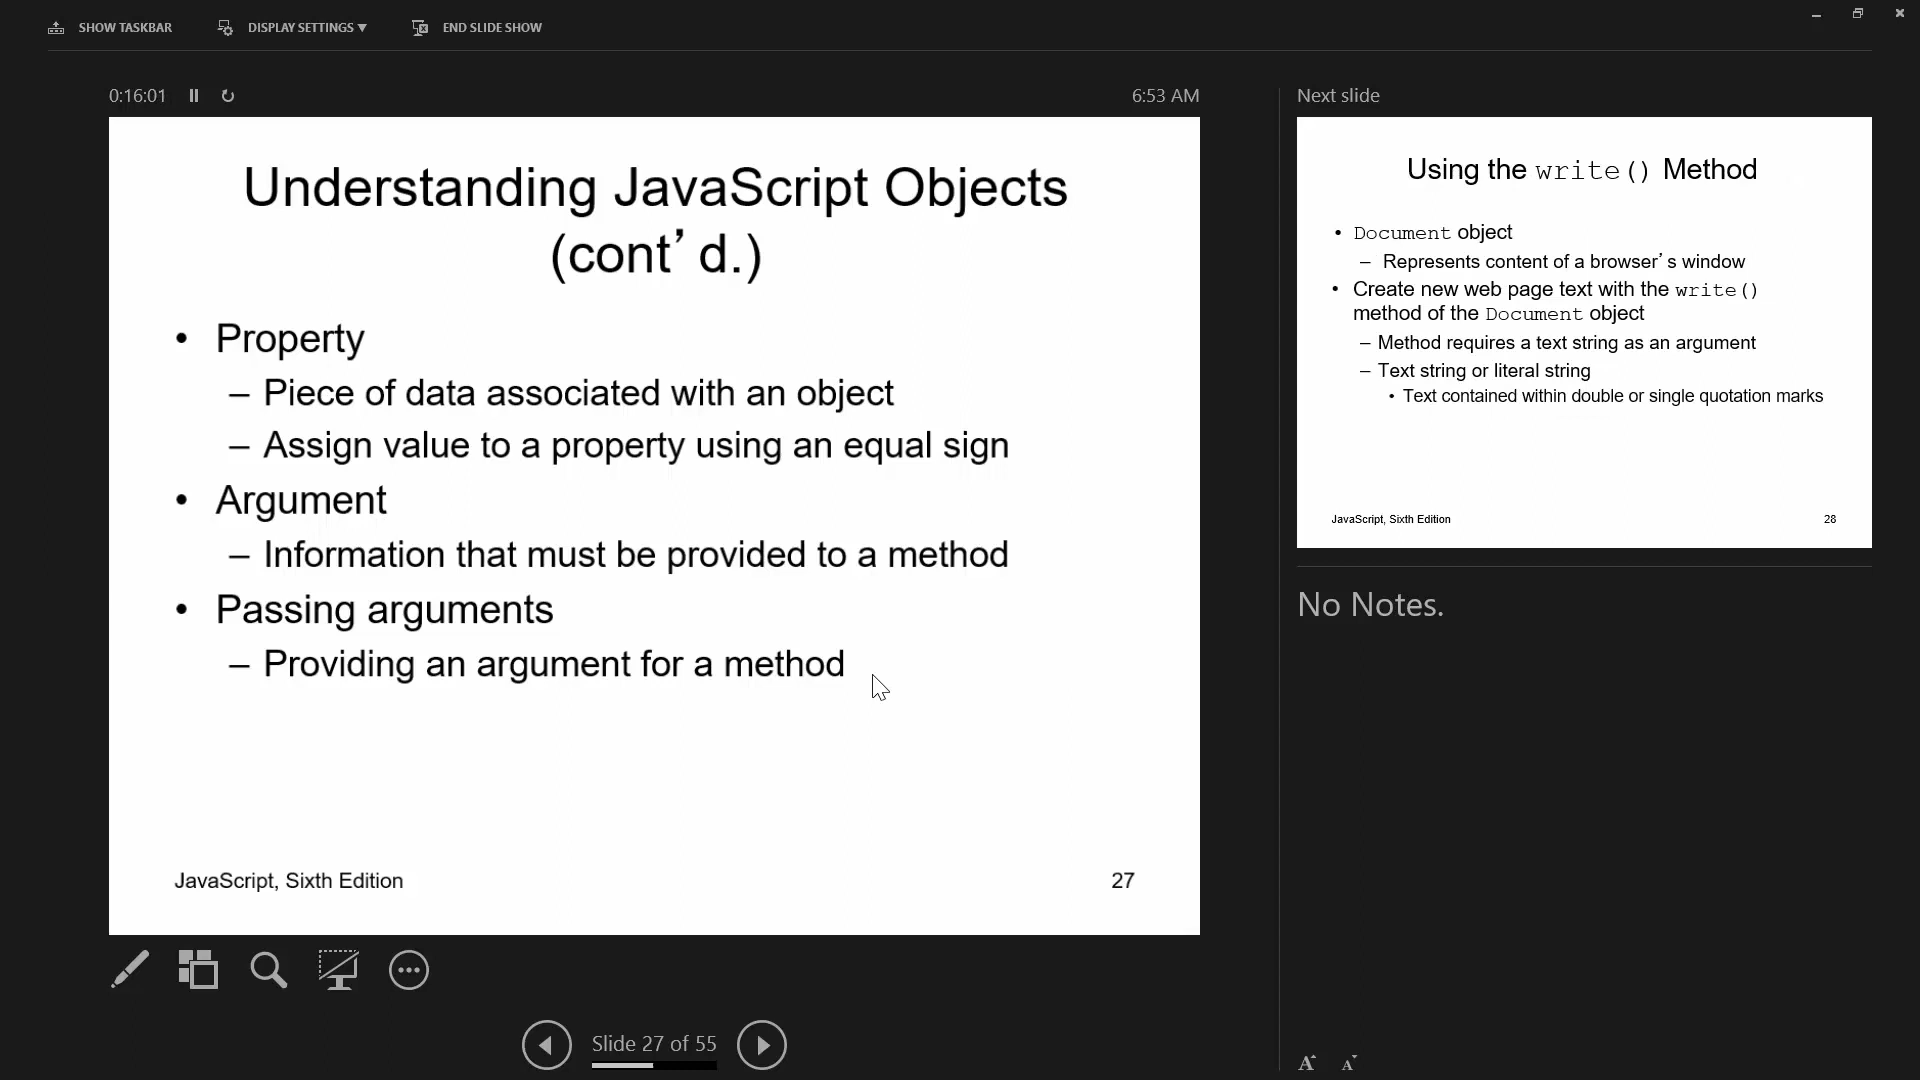 SHOW TASKBAR
DISPLAY SETTINGS ▼
END SLIDE SHOW
0:16:01
6:53 AM
Understanding JavaScript Objects
(cont’d.)
• Property
– Piece of data associated with an object
– Assign value to a property using an equal sign
• Argument
– Information that must be provided to a method
• Passing arguments
– Providing an argument for a method
JavaScript, Sixth Edition
27
Slide 27 of 55
Next slide
Using the write() Method
• Document object
– Represents content of a browser’s window
• Create new web page text with the write()
method of the Document object
– Method requires a text string as an argument
– Text string or literal string
• Text contained within double or single quotation marks
JavaScript, Sixth Edition
28
No Notes.
A A